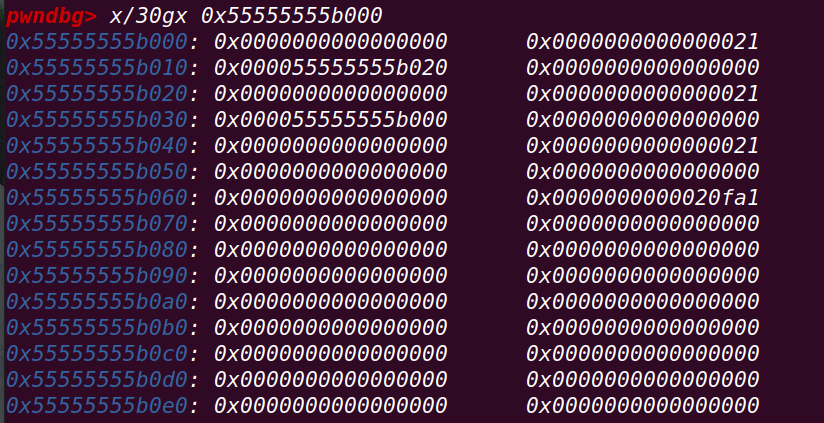 pwndbg> x/30gx 0x55555555b000
0x55555555b000: 0x0000000000000000 0x0000000000000021
0x55555555b010: 0x000055555555b020 0x0000000000000000
0x55555555b020: 0x0000000000000000 0x0000000000000021
0x55555555b030: 0x000055555555b000 0x0000000000000000
0x55555555b040: 0x0000000000000000 0x0000000000000021
0x55555555b050: 0x0000000000000000 0x0000000000000000
0x55555555b060: 0x0000000000000000 0x0000000000020fa1
0x55555555b070: 0x0000000000000000 0x0000000000000000
0x55555555b080: 0x0000000000000000 0x0000000000000000
0x55555555b090: 0x0000000000000000 0x0000000000000000
0x55555555b0a0: 0x0000000000000000 0x0000000000000000
0x55555555b0b0: 0x0000000000000000 0x0000000000000000
0x55555555b0c0: 0x0000000000000000 0x0000000000000000
0x55555555b0d0: 0x0000000000000000 0x0000000000000000
0x55555555b0e0: 0x0000000000000000 0x0000000000000000